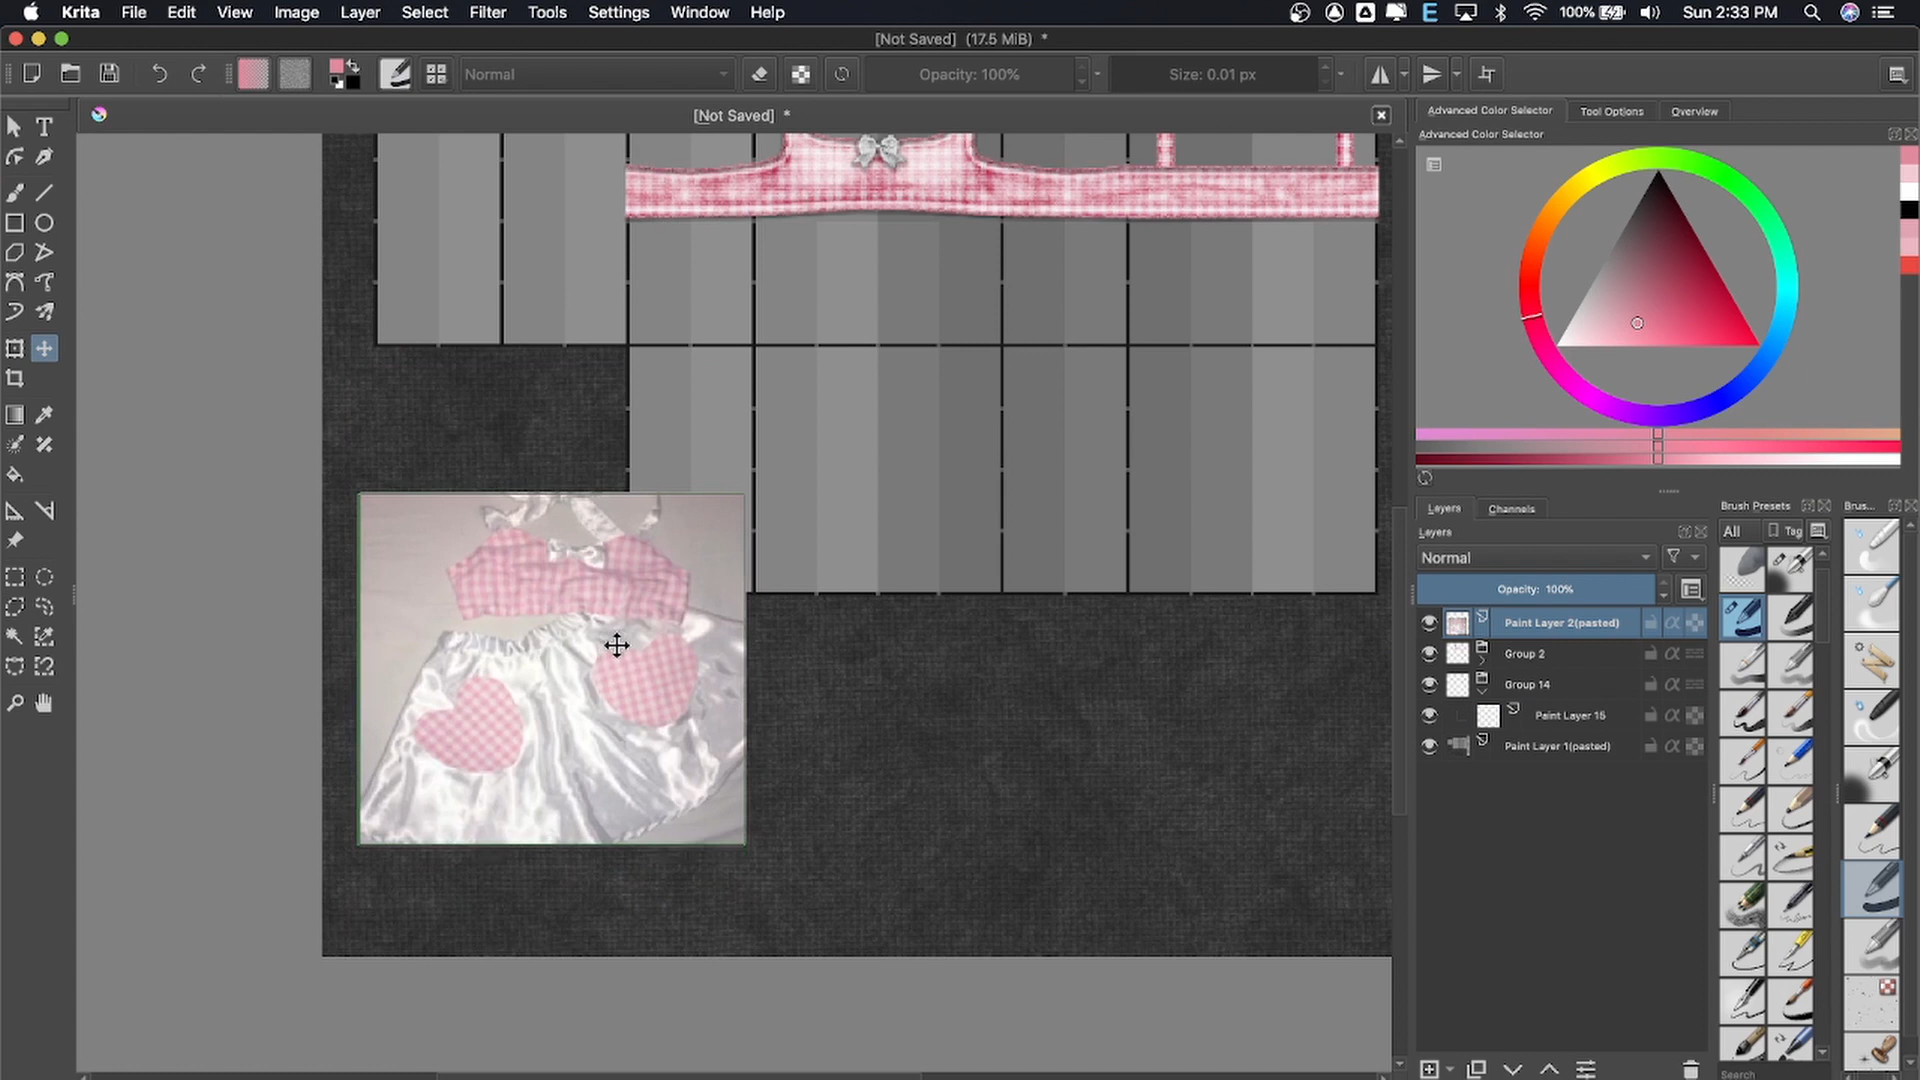 Krita File Edit View Image Layer Select Filter Tools Settings Window Help 100% Sun 2:33 PM
[Not Saved] (17.5 MiB) *
Normal Opacity: 100% Size: 0.01 px
[Not Saved] *
Advanced Color Selector Tool Options Overview
Advanced Color Selector
Layers Channels
Layers
Normal
Opacity: 100%
Paint Layer 2(pasted)
Group 2
Group 14
Paint Layer 15
Paint Layer 1(pasted)
Brush Presets Brus...
All Tag
Search